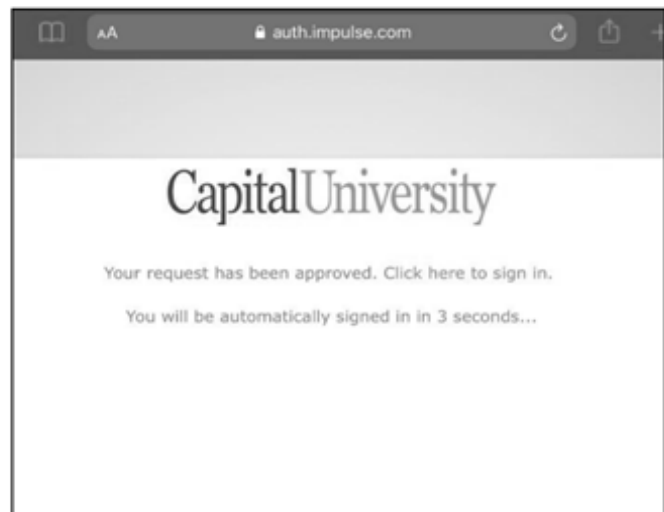 AA auth.impulse.com
CapitalUniversity
Your request has been approved. Click here to sign in.
You will be automatically signed in in 3 seconds...